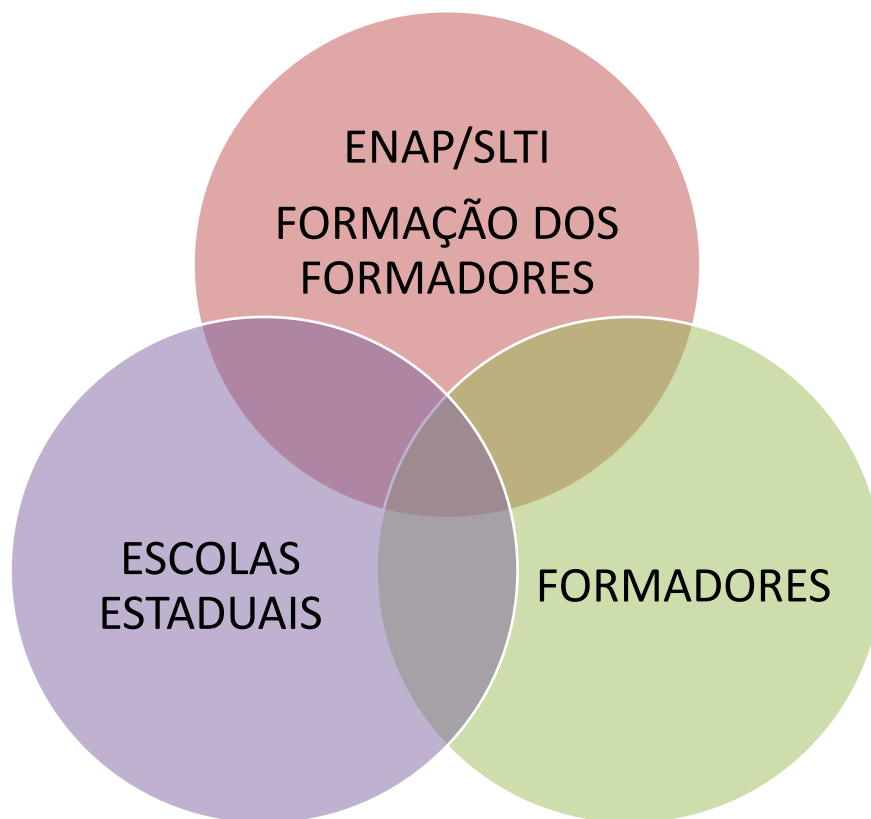 ENAP/SLTI
FORMAÇÃO DOS
FORMADORES
ESCOLAS
ESTADUAIS
FORMADORES